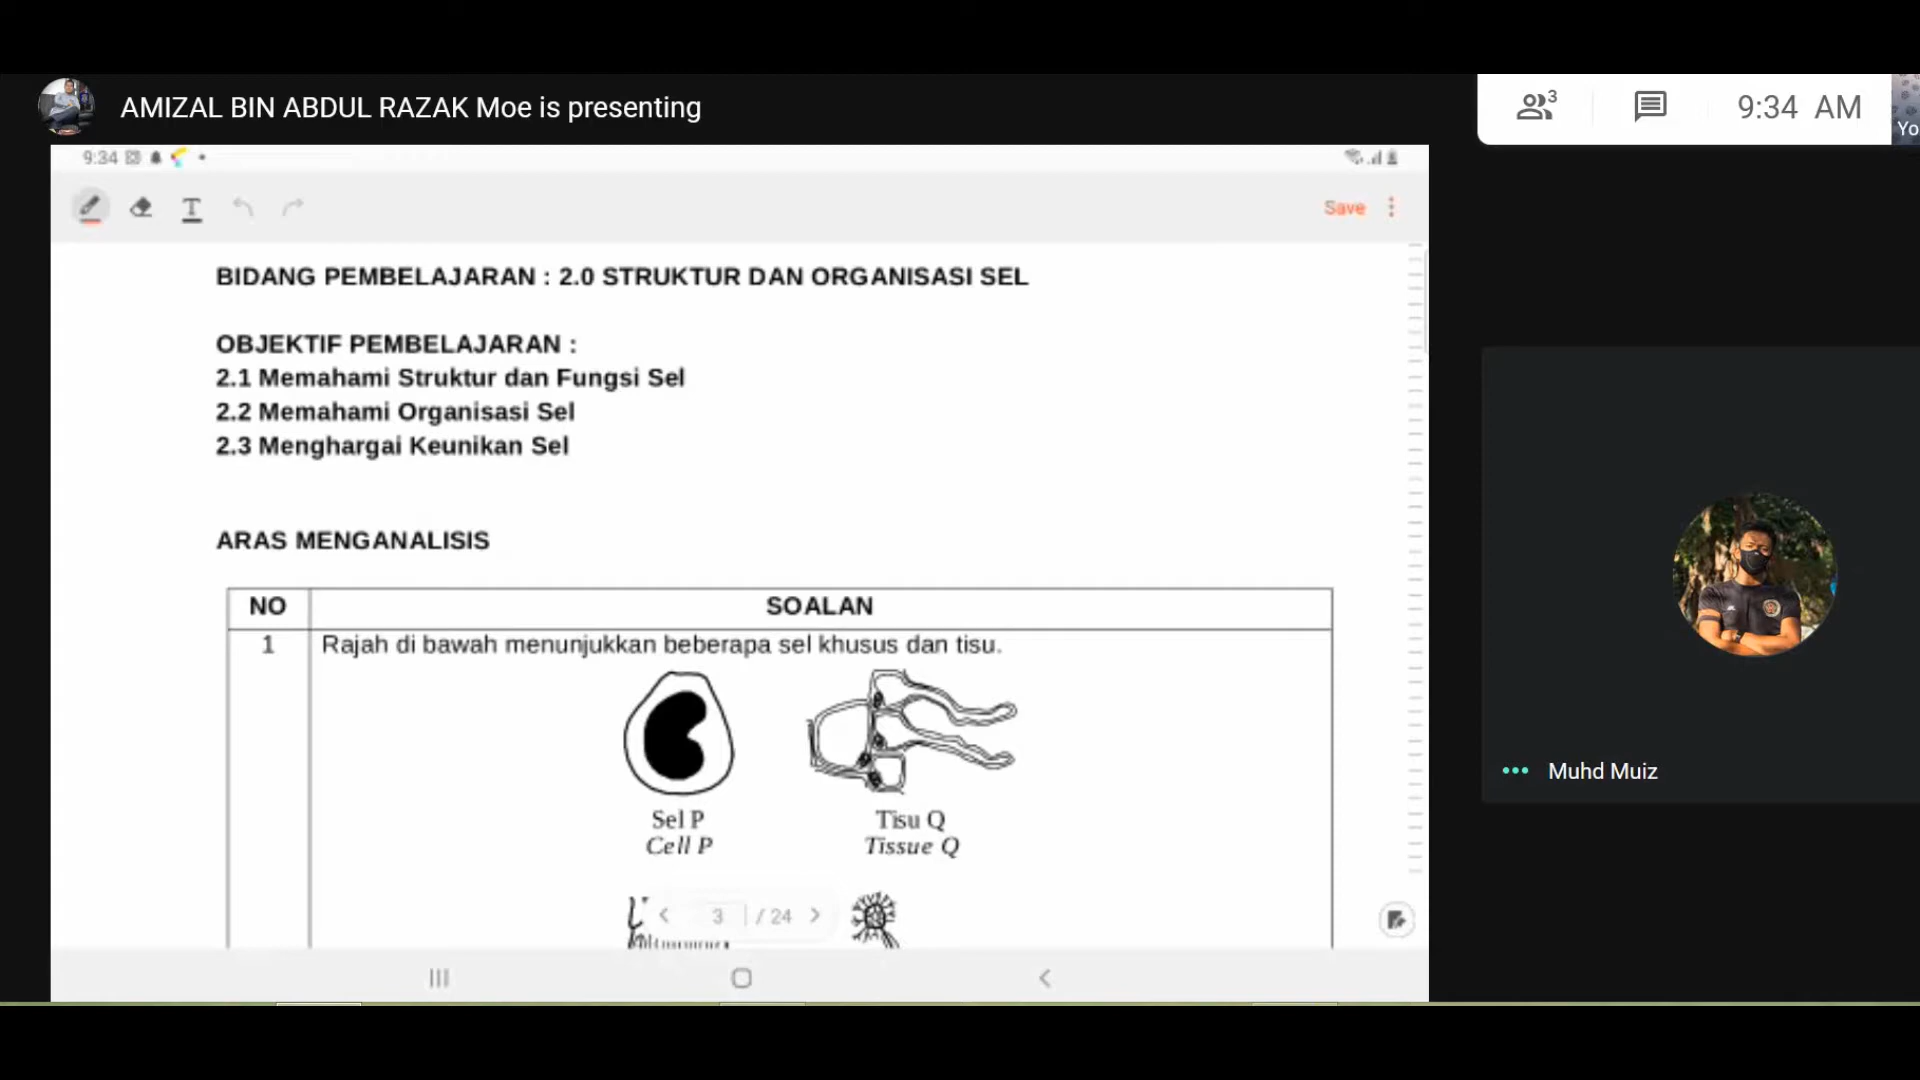 AMIZAL BIN ABDUL RAZAK Moe is presenting
3
9:34 AM
Yo
9:34
T
Save
BIDANG PEMBELAJARAN : 2.0 STRUKTUR DAN ORGANISASI SEL
OBJEKTIF PEMBELAJARAN :
2.1 Memahami Struktur dan Fungsi Sel
2.2 Memahami Organisasi Sel
2.3 Menghargai Keunikan Sel
ARAS MENGANALISIS
NO SOALAN
1 Rajah di bawah menunjukkan beberapa sel khusus dan tisu.
Sel P Tisu Q
Cell P Tissue Q
3 / 24
Muhd Muiz